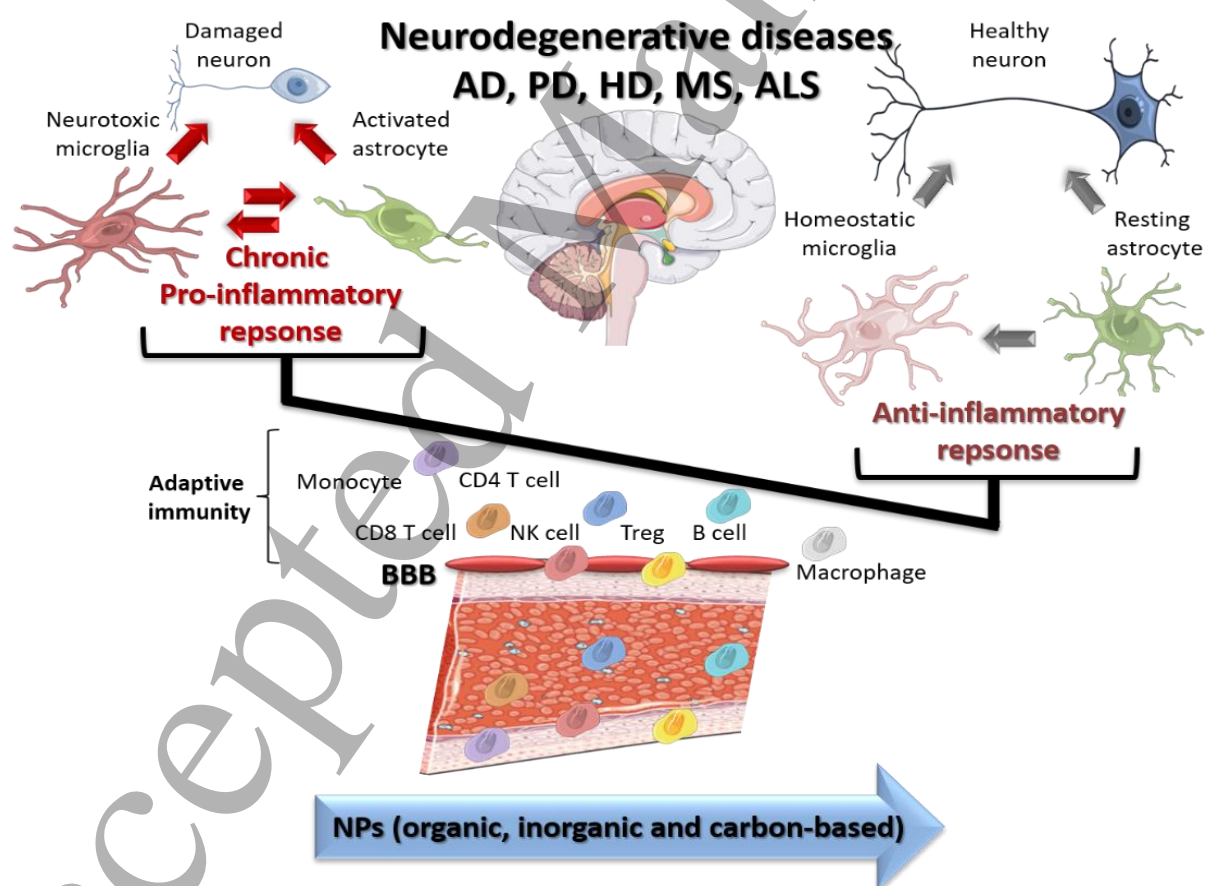 Neurodegenerative diseases
AD, PD, HD, MS, ALS
Damaged
neuron
Neurotoxic
microglia
Activated
astrocyte
Chronic
Pro-inflammatory
repsonse
Healthy
neuron
Homeostatic
microglia
Resting
astrocyte
Anti-inflammatory
repsonse
Adaptive
immunity
Monocyte
CD4 T cell
CD8 T cell
NK cell
Treg
B cell
Macrophage
BBB
NPs (organic, inorganic and carbon-based)
cepted Ma